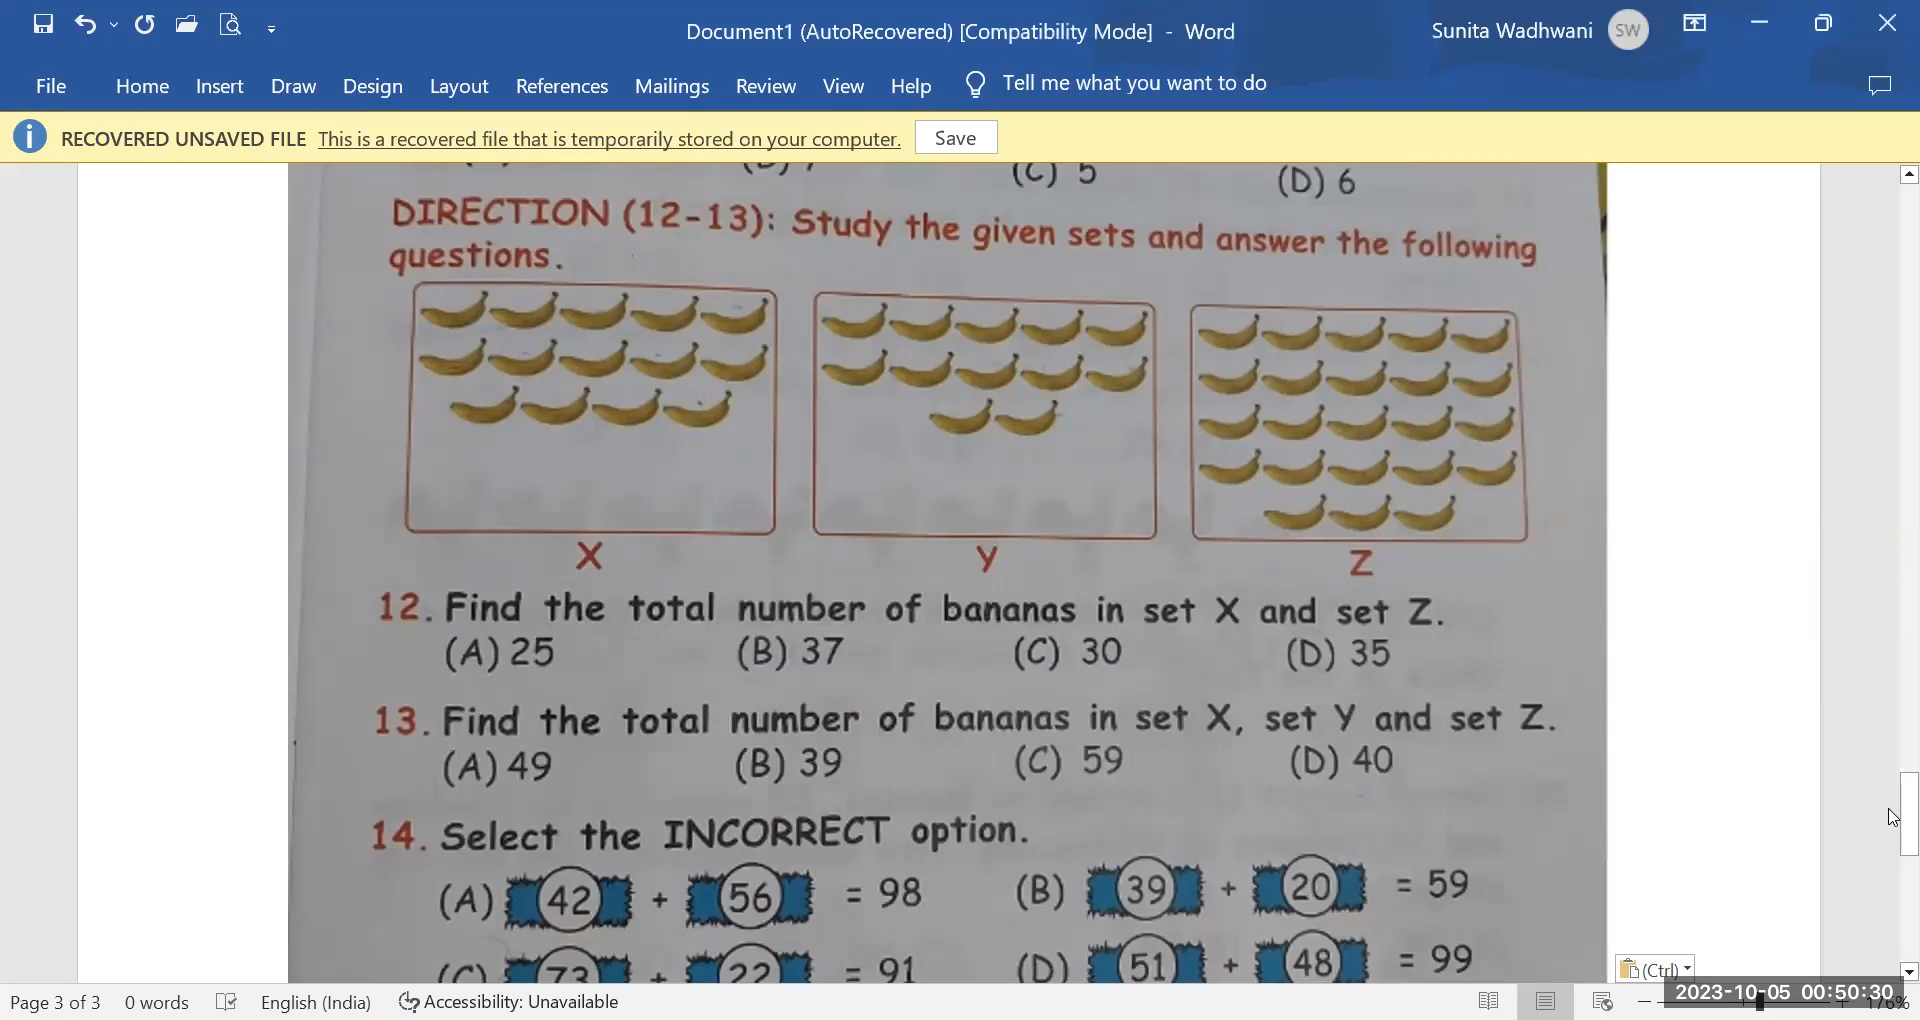 Document1 (AutoRecovered) [Compatibility Mode] - Word
Sunita Wadhwani
SW
File Home Insert Draw Design Layout References Mailings Review View Help Tell me what you want to do
RECOVERED UNSAVED FILE This is a recovered file that is temporarily stored on your computer. Save
(C) 5 (D) 6
DIRECTION (12-13): Study the given sets and answer the following
questions.
X Y Z
12. Find the total number of bananas in set X and set Z.
(A) 25 (B) 37 (C) 30 (D) 35
13. Find the total number of bananas in set X, set Y and set Z.
(A) 49 (B) 39 (C) 59 (D) 40
14. Select the INCORRECT option.
(A) 42 + 56 = 98 (B) 39 + 20 = 59
(C) 73 + 22 = 91 (D) 51 + 48 = 99
(Ctrl)
Page 3 of 3 0 words English (India) Accessibility: Unavailable
2023-10-05 00:50:30
176%